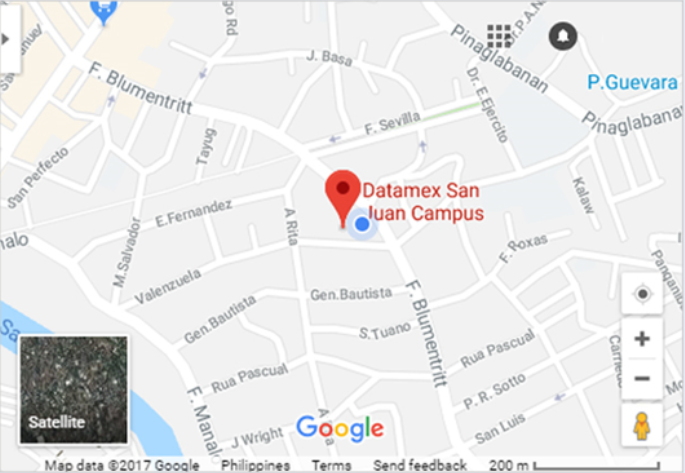 J. Basa
Pinaglabanan
F. Blumentritt
P.Guevara
Dr. E.Ejercito
F. Sevilla
Tayug
San Perfecto
Kalaw
Datamex San
Juan Campus
E.Fernandez
A Rita
M.Salvador
F. Roxas
Valenzuela
Gen.Bautista
Gen.Bautista
F. Blumentritt
S.Tuano
Rua Pascual
Rua Pascual
P. R. Sotto
San Luis
J Wright
Satellite
Google
Map data ©2017 Google Philippines Terms Send feedback 200 m